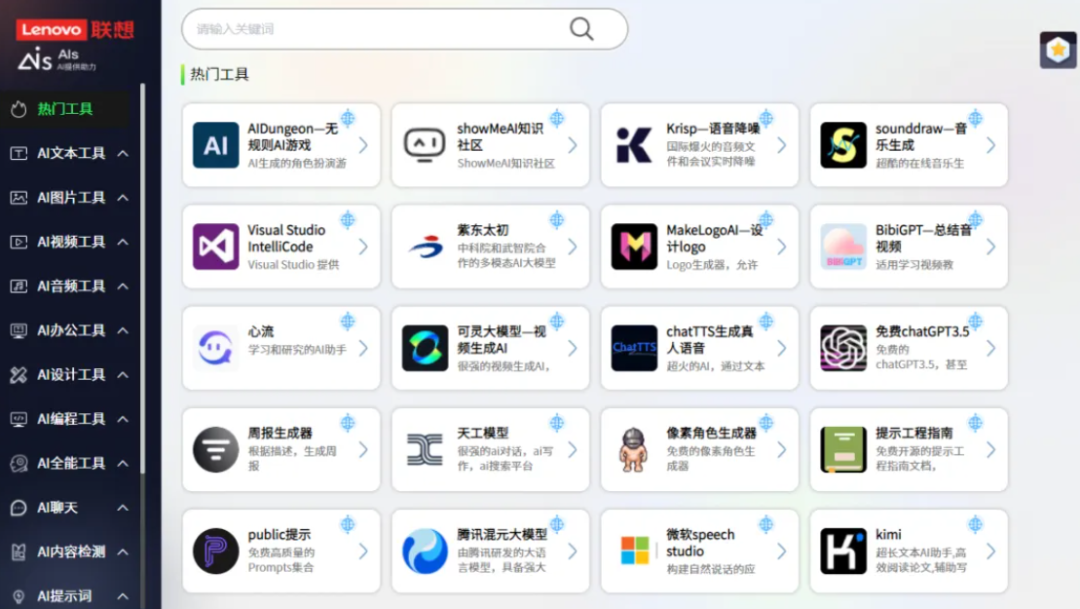 Lenovo 联想
AIs
AIs
AI提供助力
热门工具
AI文本工具
AI图片工具
AI视频工具
AI音频工具
AI办公工具
AI设计工具
AI编程工具
AI全能工具
AI聊天
AI内容检测
AI提示词
请输入关键词
热门工具
AI
AIDungeon—无
规则AI游戏
AI生成的角色扮演游
showMeAI知识
社区
ShowMeAI知识社区
Krisp—语音降噪
国际爆火的音频文
件和会议实时降噪
sounddraw—音
乐生成
超酷的在线音乐生
Visual Studio
IntelliCode
Visual Studio 提供
紫东太初
中科院和武智院合
作的多模态AI大模型
MakeLogoAI—设
计logo
Logo生成器，允许
BIBIGPT
BibiGPT—总结音
视频
适用学习视频教
心流
学习和研究的AI助手
可灵大模型—视
频生成AI
很强的视频生成AI，
ChatTTS
chatTTS生成真
人语音
超火的AI，通过文本
免费chatGPT3.5
免费的
chatGPT3.5，甚至
周报生成器
根据描述，生成周
报
天工模型
很强的ai对话，ai写
作，ai搜索平台
像素角色生成器
免费的像素角色生
成器
提示工程指南
免费开源的提示工
程指南文档，
public提示
免费高质量的
Prompts集合
腾讯混元大模型
由腾讯研发的大语
言模型，具备强大
微软speech
studio
构建自然说话的应
kimi
超长文本AI助手,高
效阅读论文,辅助写